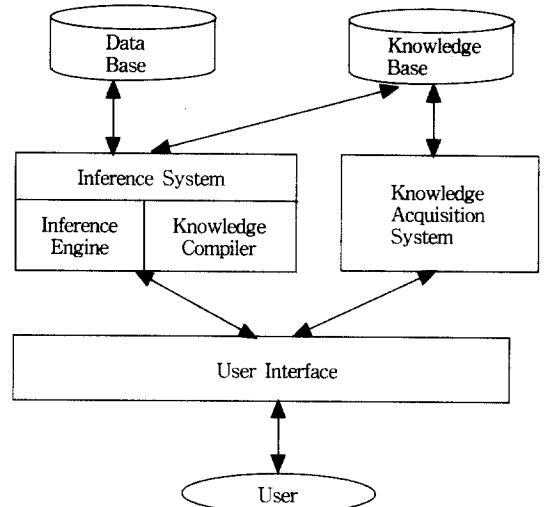 Data
Base
Knowledge
Base
Inference System
Inference
Engine
Knowledge
Compiler
Knowledge
Acquisition
System
User Interface
User